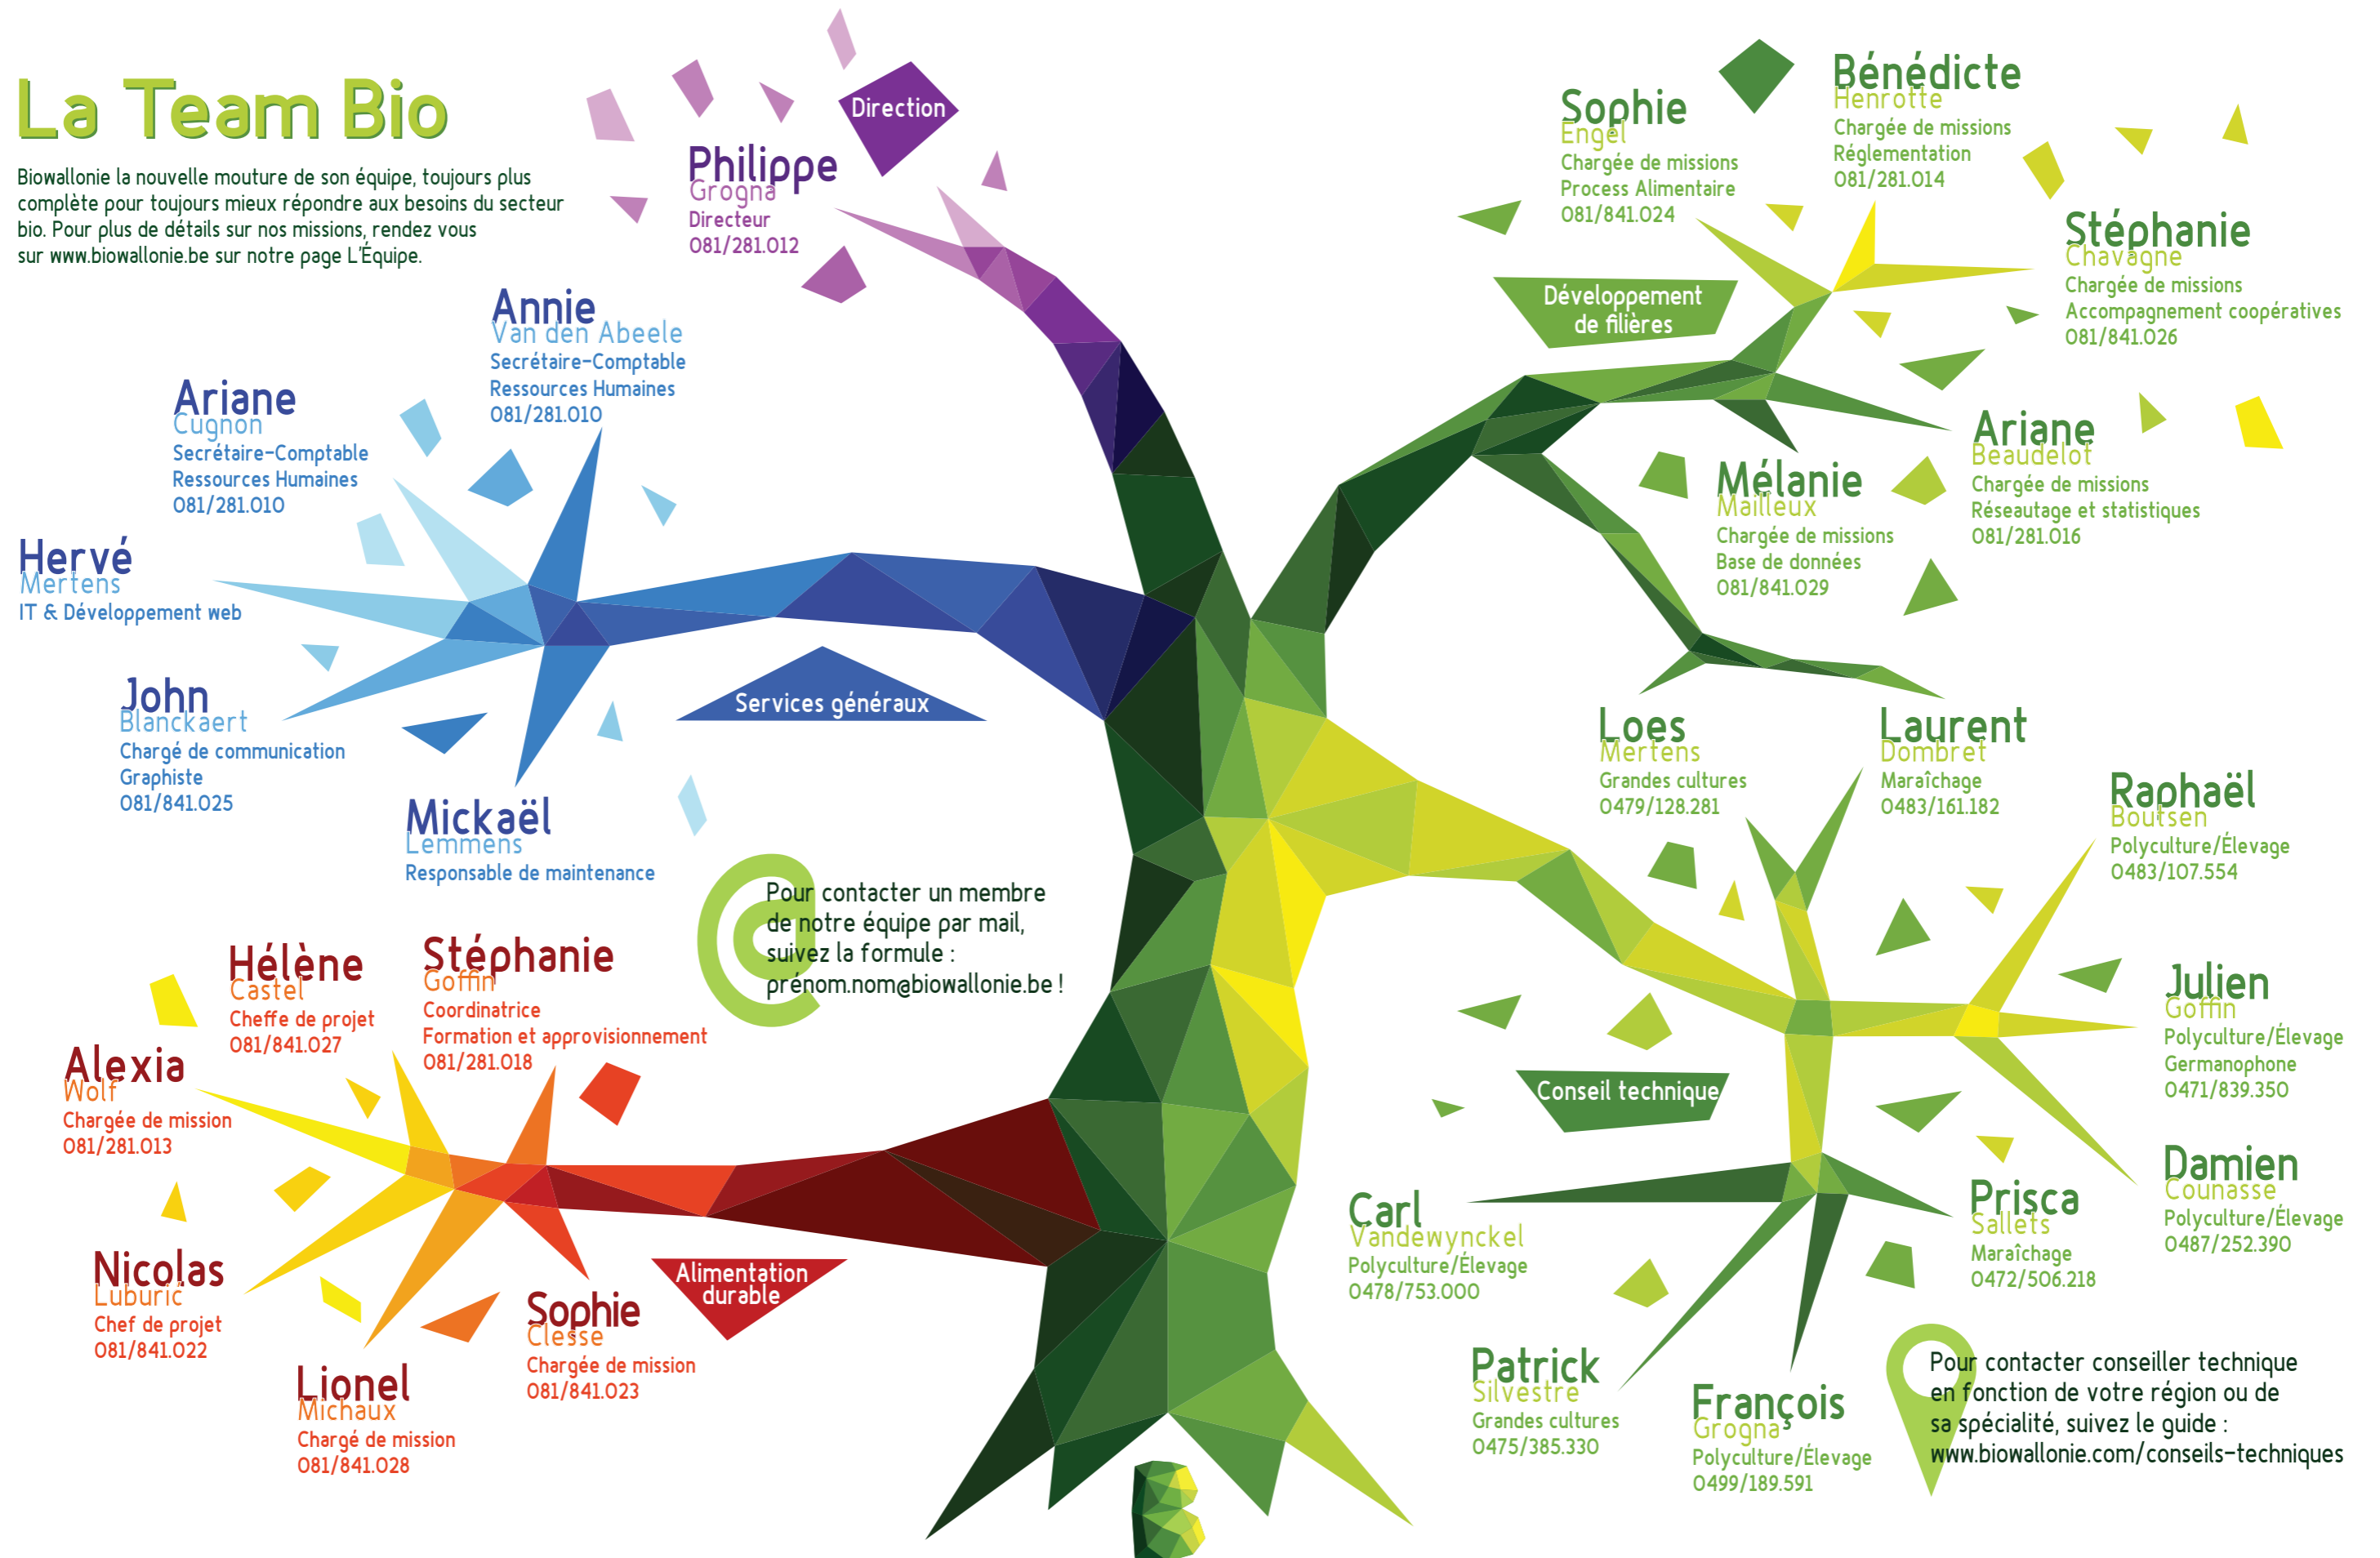 La Team Bio
Biowallonie la nouvelle mouture de son équipe, toujours plus
complète pour toujours mieux répondre aux besoins du secteur
bio. Pour plus de détails sur nos missions, rendez vous
sur www.biowallonie.be sur notre page L'Équipe.
Direction
Philippe
Grogna
Directeur
081/281.012
Annie
Van den Abeele
Secrétaire-Comptable
Ressources Humaines
081/281.010
Ariane
Cugnon
Secrétaire-Comptable
Ressources Humaines
081/281.010
Hervé
Mertens
IT & Développement web
John
Blanckaert
Chargé de communication
Graphiste
081/841.025
Mickaël
Lemmens
Responsable de maintenance
Services généraux
Pour contacter un membre
de notre équipe par mail,
suivez la formule :
prénom.nom@biowallonie.be !
Hélène
Castel
Cheffe de projet
081/841.027
Stéphanie
Goffin
Coordinatrice
Formation et approvisionnement
081/281.018
Alexia
Wolf
Chargée de mission
081/281.013
Nicolas
Luburić
Chef de projet
081/841.022
Lionel
Michaux
Chargé de mission
081/841.028
Sophie
Clesse
Chargée de mission
081/841.023
Alimentation
durable
Sophie
Engel
Chargée de missions
Process Alimentaire
081/841.024
Bénédicte
Henrotte
Chargée de missions
Réglementation
081/281.014
Stéphanie
Chavagne
Chargée de missions
Accompagnement coopératives
081/841.026
Développement
de filières
Ariane
Beaudelot
Chargée de missions
Réseautage et statistiques
081/281.016
Mélanie
Mailleux
Chargée de missions
Base de données
081/841.029
Loes
Mertens
Grandes cultures
0479/128.281
Laurent
Dombret
Maraîchage
0483/161.182
Raphaël
Boutsen
Polyculture/Élevage
0483/107.554
Julien
Goffin
Polyculture/Élevage
Germanophone
0471/839.350
Conseil technique
Damien
Counasse
Polyculture/Élevage
0487/252.390
Prisca
Sallets
Maraîchage
0472/506.218
Carl
Vandewynckel
Polyculture/Élevage
0478/753.000
Patrick
Silvestre
Grandes cultures
0475/385.330
François
Grogna
Polyculture/Élevage
0499/189.591
Pour contacter conseiller technique
en fonction de votre région ou de
sa spécialité, suivez le guide :
www.biowallonie.com/conseils-techniques